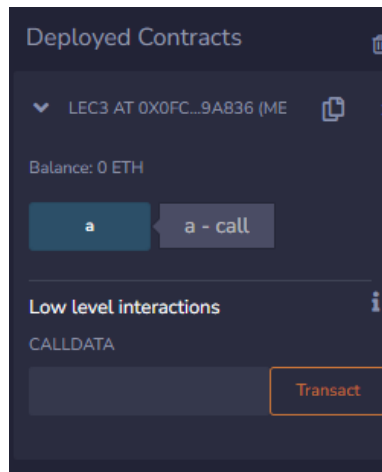 Deployed Contracts
LEC3 AT 0X0FC...9A836 (ME
Balance: 0 ETH
a a - call
Low level interactions
CALLDATA
Transact